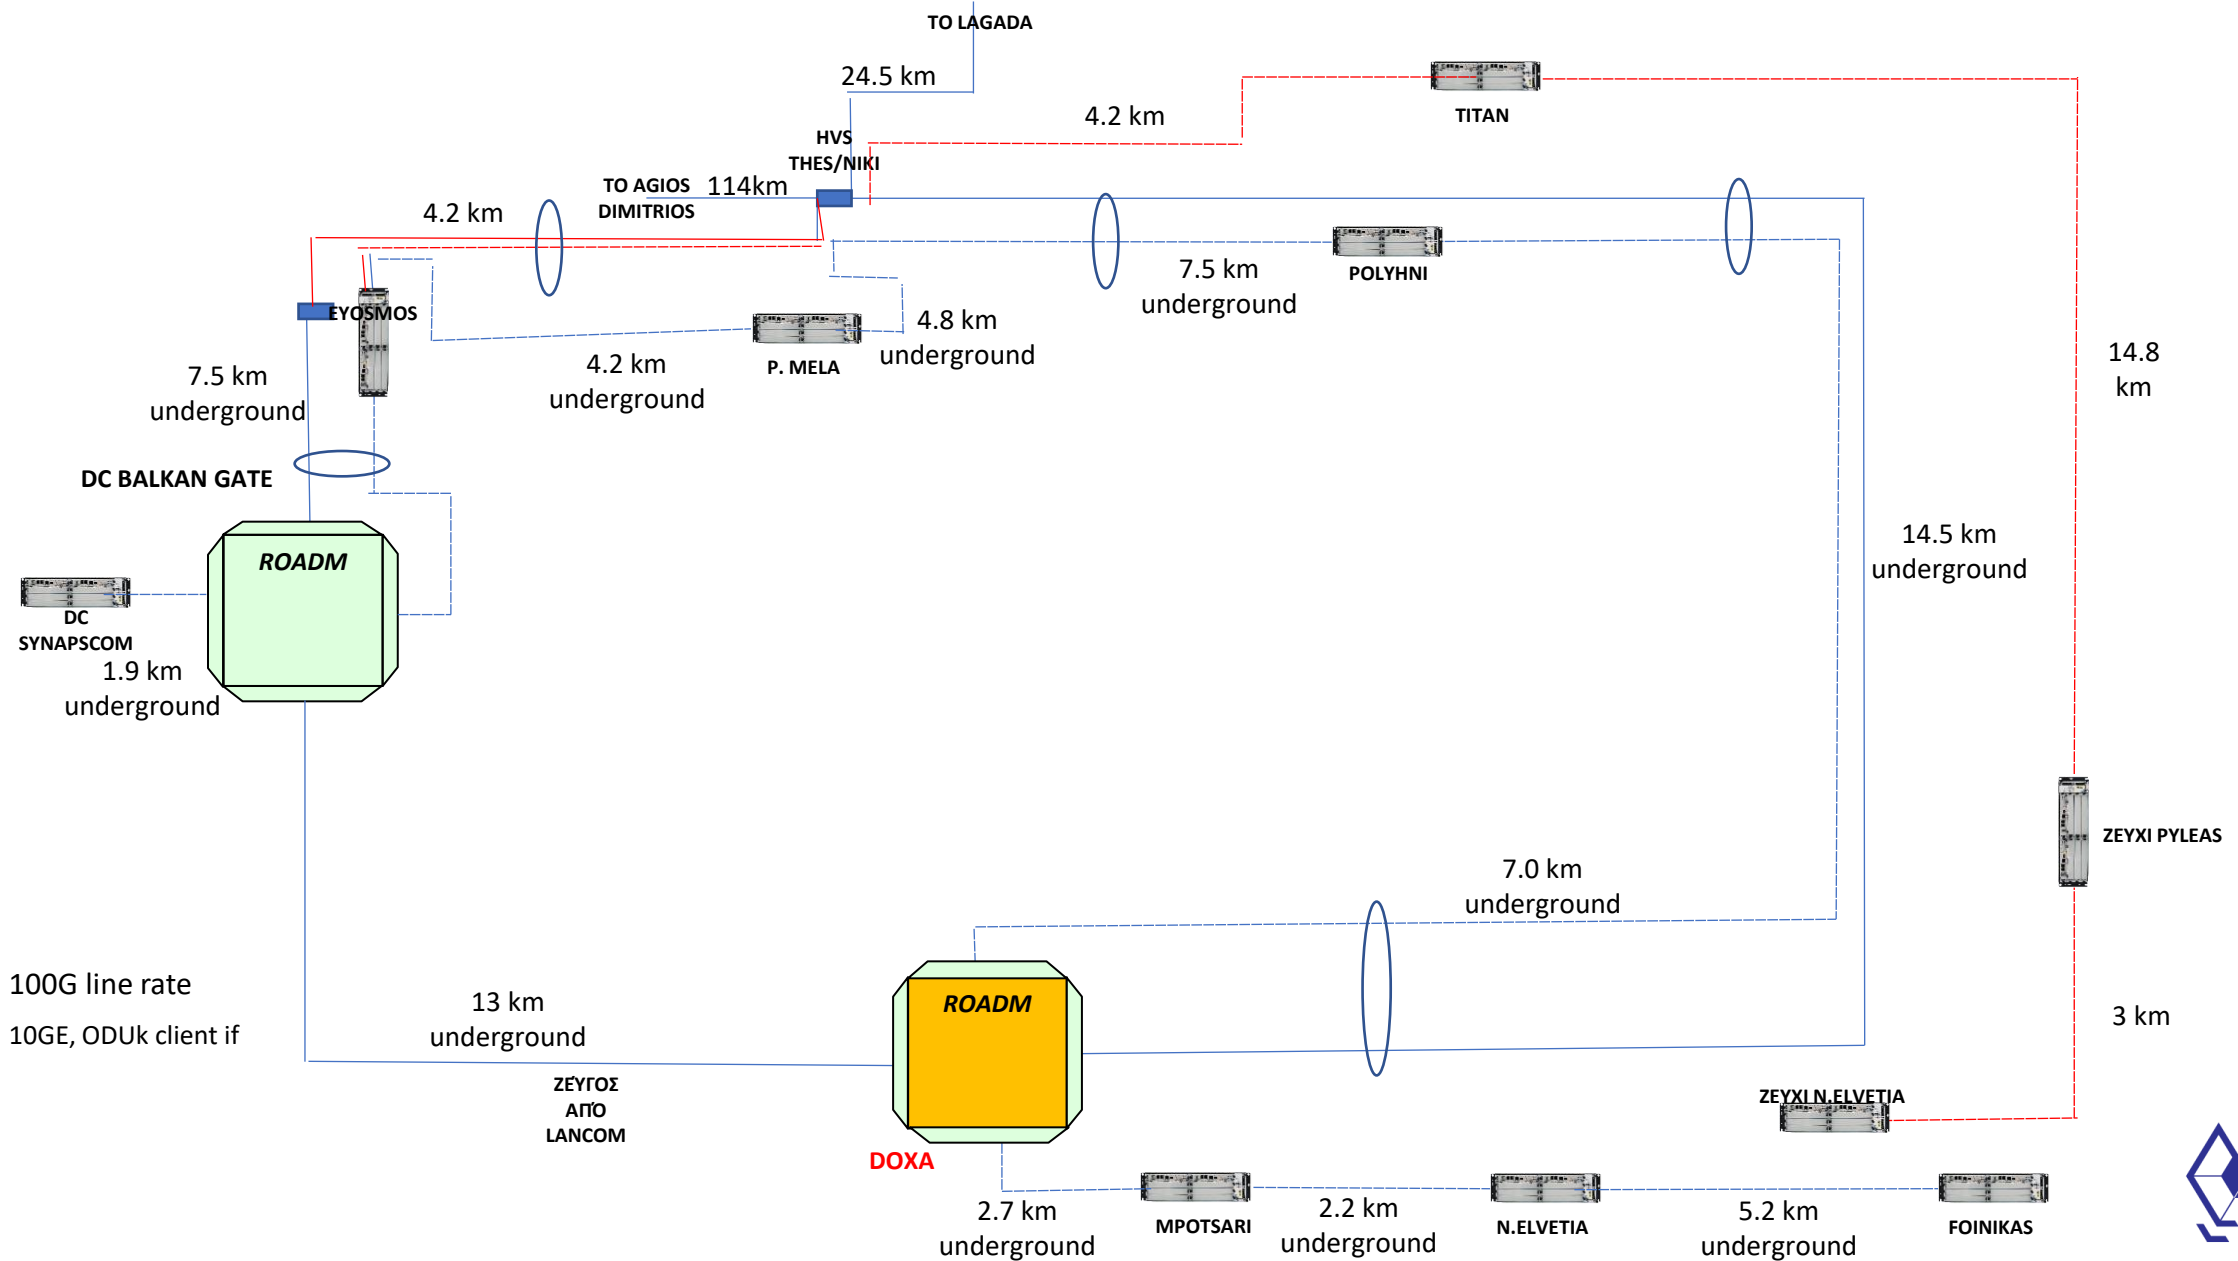 TO LAGADA
24.5 km
TITAN
4.2 km
HVS
THES/NIKI
TO AGIOS
DIMITRIOS
114km
4.2 km
7.5 km
underground
POLYHNI
EYOSMOS
4.8 km
underground
P. MELA
4.2 km
underground
7.5 km
underground
14.8
km
DC BALKAN GATE
ROADM
14.5 km
underground
DC
SYNAPSCOM
1.9 km
underground
ZEYXI PYLEAS
7.0 km
underground
100G line rate
10GE, ODUk client if
13 km
underground
ROADM
3 km
ΖΕΎΓΟΣ
ΑΠΌ
LANCOM
ZEYXI N.ELVETIA
DOXA
2.7 km
underground
MPOTSARI
2.2 km
underground
N.ELVETIA
5.2 km
underground
FOINIKAS